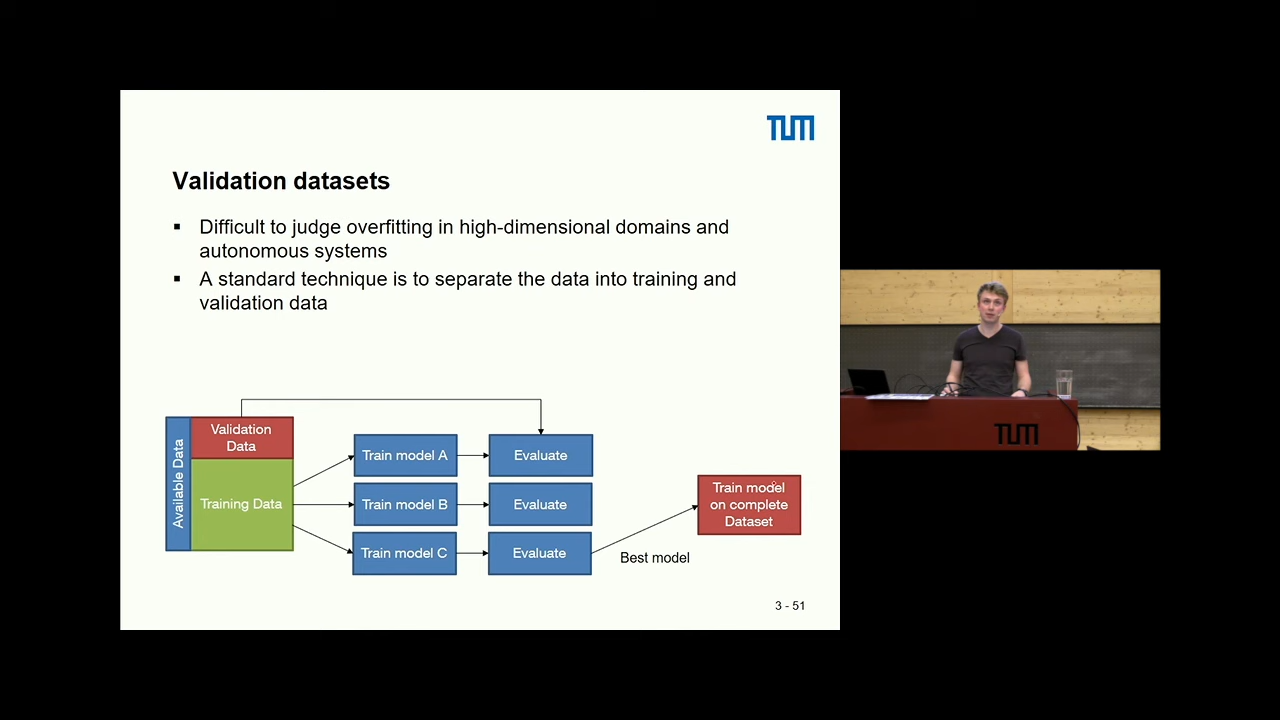 TUM
Validation datasets
▪ Difficult to judge overfitting in high-dimensional domains and
autonomous systems
▪ A standard technique is to separate the data into training and
validation data
Available Data
Validation
Data
Training Data
Train model A
Evaluate
Train model B
Evaluate
Train model C
Evaluate
Best model
Train model
on complete
Dataset
3 - 51
TUM